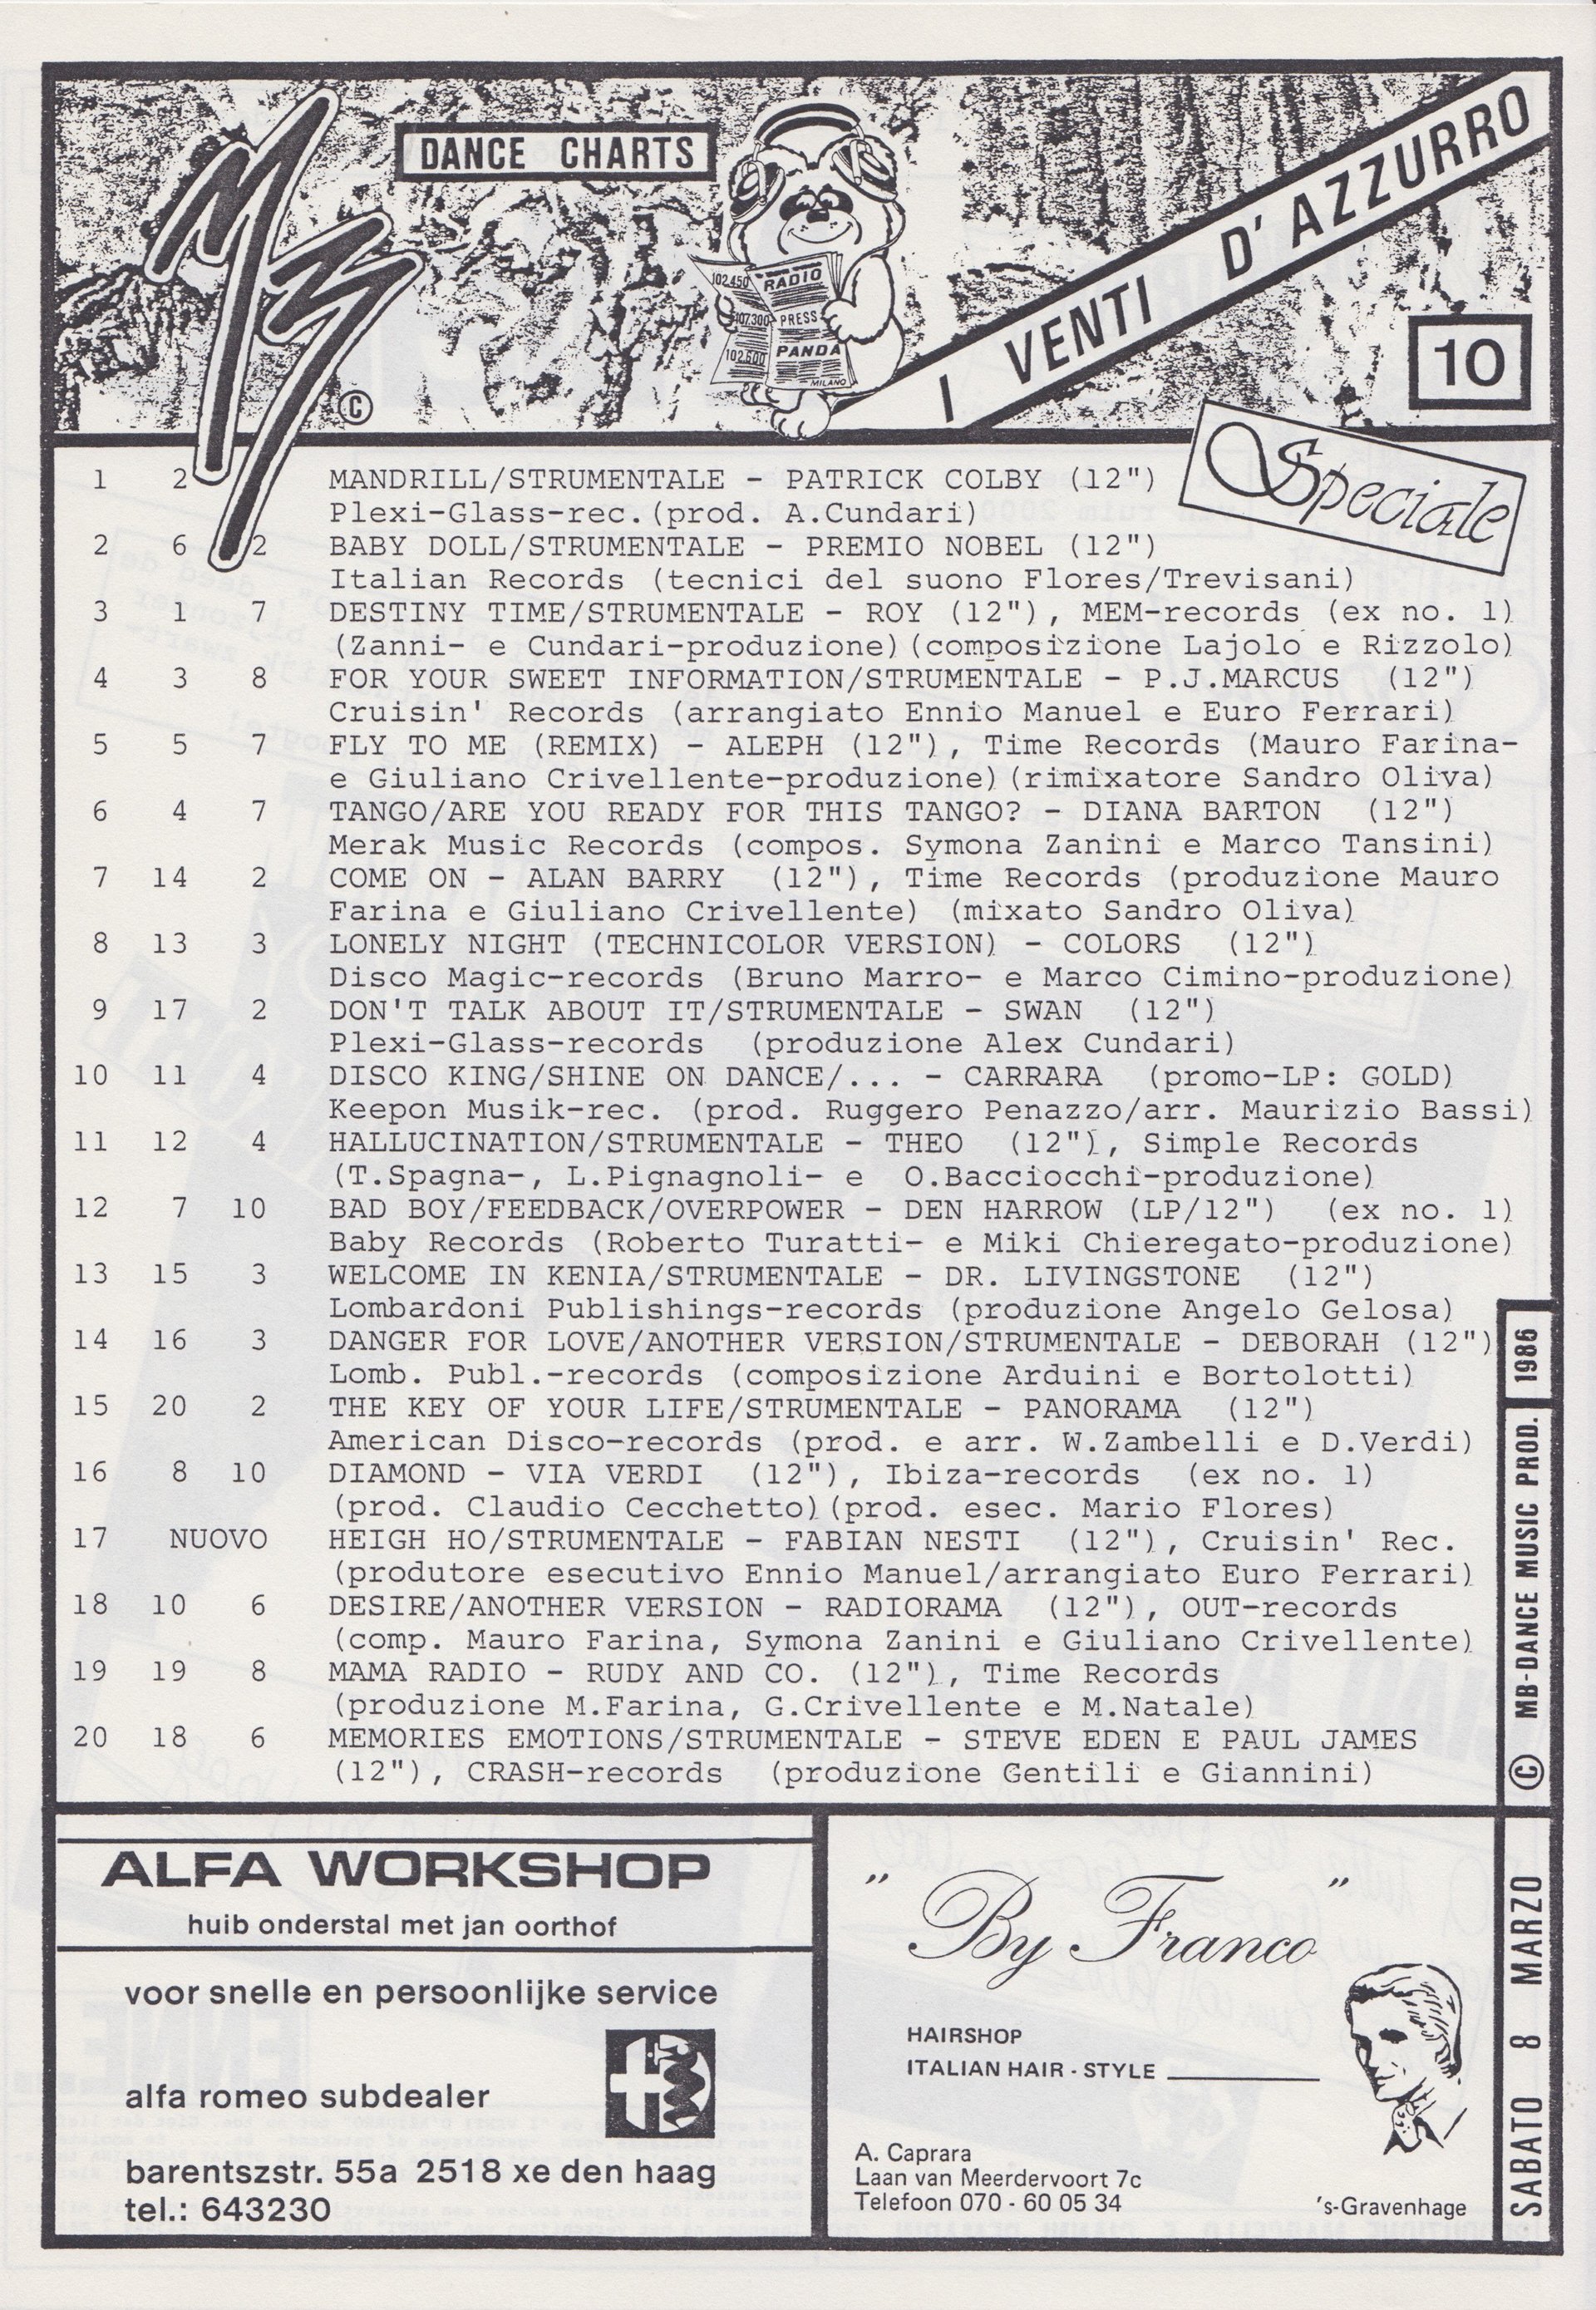 DANCE CHARTS
102.450 RADIO
107.300 PRESS
102.600 PANDA
MILANO
I VENTI D'AZZURRO
10
©
Speciale
1 2 MANDRILL/STRUMENTALE - PATRICK COLBY (12")
Plexi-Glass-rec.(prod. A.Cundari)
2 6 2 BABY DOLL/STRUMENTALE - PREMIO NOBEL (12")
Italian Records (tecnici del suono Flores/Trevisani)
3 1 7 DESTINY TIME/STRUMENTALE - ROY (12"), MEM-records (ex no. 1)
(Zanni- e Cundari-produzione)(composizione Lajolo e Rizzolo)
4 3 8 FOR YOUR SWEET INFORMATION/STRUMENTALE - P.J.MARCUS (12")
Cruisin' Records (arrangiato Ennio Manuel e Euro Ferrari)
5 5 7 FLY TO ME (REMIX) - ALEPH (12"), Time Records (Mauro Farina-
e Giuliano Crivellente-produzione)(rimixatore Sandro Oliva)
6 4 7 TANGO/ARE YOU READY FOR THIS TANGO? - DIANA BARTON (12")
Merak Music Records (compos. Symona Zanini e Marco Tansini)
7 14 2 COME ON - ALAN BARRY (12"), Time Records (produzione Mauro
Farina e Giuliano Crivellente) (mixato Sandro Oliva)
8 13 3 LONELY NIGHT (TECHNICOLOR VERSION) - COLORS (12")
Disco Magic-records (Bruno Marro- e Marco Cimino-produzione)
9 17 2 DON'T TALK ABOUT IT/STRUMENTALE - SWAN (12")
Plexi-Glass-records (produzione Alex Cundari)
10 11 4 DISCO KING/SHINE ON DANCE/... - CARRARA (promo-LP: GOLD)
Keepon Musik-rec. (prod. Ruggero Penazzo/arr. Maurizio Bassi)
11 12 4 HALLUCINATION/STRUMENTALE - THEO (12"), Simple Records
(T.Spagna-, L.Pignagnoli- e O.Bacciocchi-produzione)
12 7 10 BAD BOY/FEEDBACK/OVERPOWER - DEN HARROW (LP/12") (ex no. 1)
Baby Records (Roberto Turatti- e Miki Chieregato-produzione)
13 15 3 WELCOME IN KENIA/STRUMENTALE - DR. LIVINGSTONE (12")
Lombardoni Publishings-records (produzione Angelo Gelosa)
14 16 3 DANGER FOR LOVE/ANOTHER VERSION/STRUMENTALE - DEBORAH (12")
Lomb. Publ.-records (composizione Arduini e Bortolotti)
15 20 2 THE KEY OF YOUR LIFE/STRUMENTALE - PANORAMA (12")
American Disco-records (prod. e arr. W.Zambelli e D.Verdi)
16 8 10 DIAMOND - VIA VERDI (12"), Ibiza-records (ex no. 1)
(prod. Claudio Cecchetto)(prod. esec. Mario Flores)
17 NUOVO HEIGH HO/STRUMENTALE - FABIAN NESTI (12"), Cruisin' Rec.
(produtore esecutivo Ennio Manuel/arrangiato Euro Ferrari)
18 10 6 DESIRE/ANOTHER VERSION - RADIORAMA (12"), OUT-records
(comp. Mauro Farina, Symona Zanini e Giuliano Crivellente)
19 19 8 MAMA RADIO - RUDY AND CO. (12"), Time Records
(produzione M.Farina, G.Crivellente e M.Natale)
20 18 6 MEMORIES EMOTIONS/STRUMENTALE - STEVE EDEN E PAUL JAMES
(12"), CRASH-records (produzione Gentili e Giannini)
© MB-DANCE MUSIC PROD. 1986
ALFA WORKSHOP
huib onderstal met jan oorthof
voor snelle en persoonlijke service
alfa romeo subdealer
barentszstr. 55a 2518 xe den haag
tel.: 643230
"By Franco"
HAIRSHOP
ITALIAN HAIR-STYLE
A. Caprara
Laan van Meerdervoort 7c
Telefoon 070 - 60 05 34
's-Gravenhage
SABATO 8 MARZO